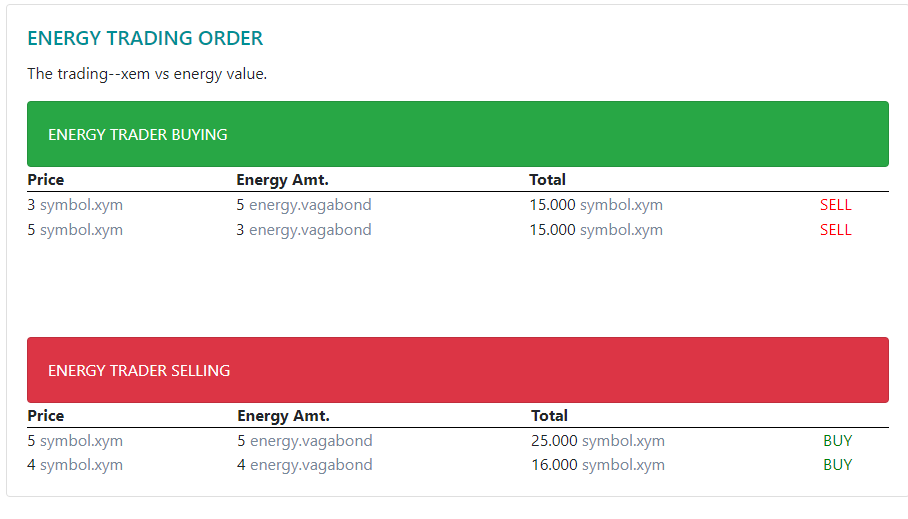 ENERGY TRADING ORDER
The trading--xem vs energy value.
ENERGY TRADER BUYING
Price Energy Amt. Total
3 symbol.xym 5 energy.vagabond 15.000 symbol.xym SELL
5 symbol.xym 3 energy.vagabond 15.000 symbol.xym SELL
ENERGY TRADER SELLING
Price Energy Amt. Total
5 symbol.xym 5 energy.vagabond 25.000 symbol.xym BUY
4 symbol.xym 4 energy.vagabond 16.000 symbol.xym BUY